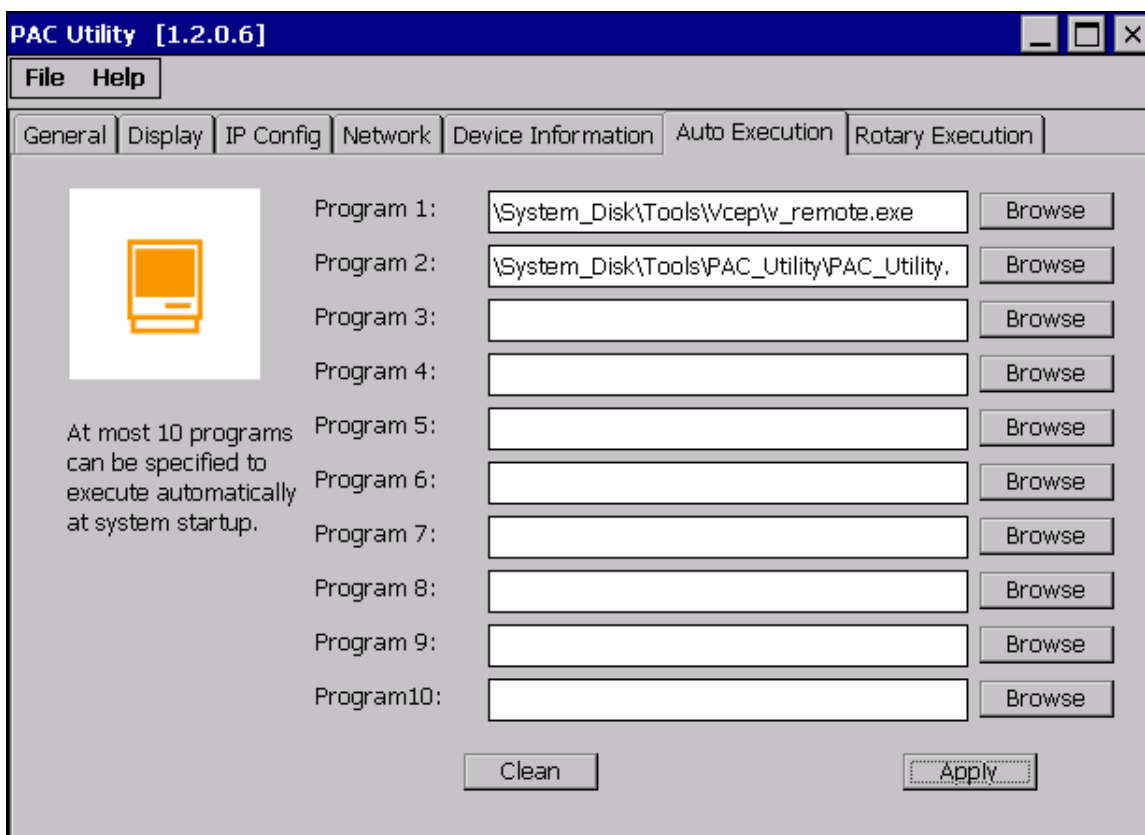 PAC Utility [1.2.0.6]
File Help
General Display IP Config Network Device Information Auto Execution Rotary Execution
Program 1: \System_Disk\Tools\Vcep\v_remote.exe Browse
Program 2: \System_Disk\Tools\PAC_Utility\PAC_Utility. Browse
Program 3: Browse
Program 4: Browse
At most 10 programs
can be specified to
execute automatically
at system startup.
Program 5: Browse
Program 6: Browse
Program 7: Browse
Program 8: Browse
Program 9: Browse
Program10: Browse
Clean Apply